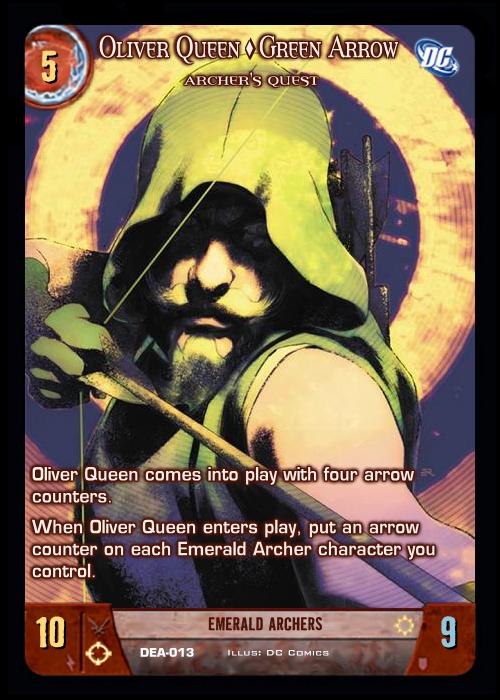 5
OLIVER QUEEN ♦ GREEN ARROW
DC
ARCHER'S QUEST
Oliver Queen comes into play with four arrow
counters.
When Oliver Queen enters play, put an arrow
counter on each Emerald Archer character you
control.
10
EMERALD ARCHERS
9
DEA-013
ILLUS: DC COMICS